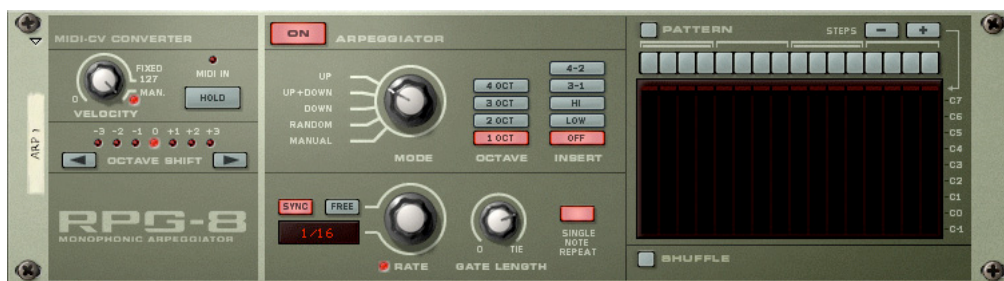 MIDI-CV CONVERTER
FIXED
127
MAN.
0
VELOCITY
MIDI IN
HOLD
-3 -2 -1 0 +1 +2 +3
OCTAVE SHIFT
ARP 1
RPG-8
MONOPHONIC ARPEGGIATOR
ON
ARPEGGIATOR
UP
UP+DOWN
DOWN
RANDOM
MANUAL
MODE
4 OCT
3 OCT
2 OCT
1 OCT
OCTAVE
4-2
3-1
HI
LOW
OFF
INSERT
SYNC
FREE
1/16
RATE
0
TIE
GATE LENGTH
SINGLE
NOTE
REPEAT
PATTERN
STEPS
-
+
C7
C6
C5
C4
C3
C2
C1
C0
C-1
SHUFFLE